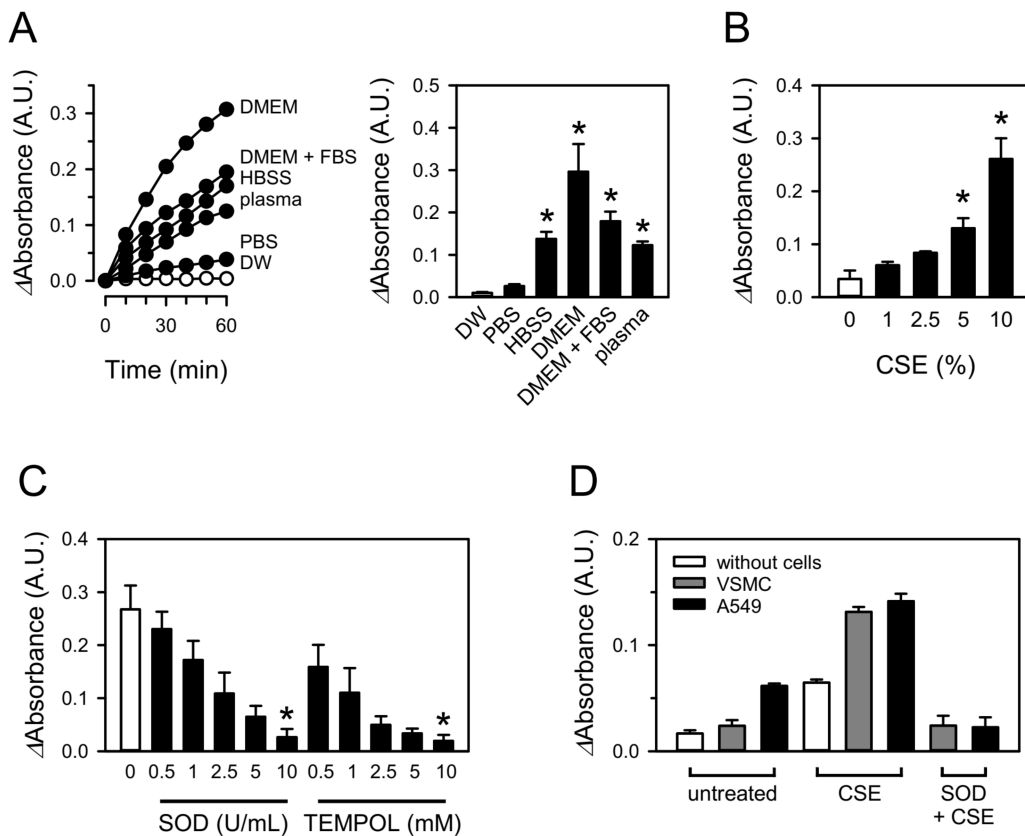 A
ΔAbsorbance (A.U.)
0.3
0.2
0.1
0.0
DMEM
DMEM + FBS
HBSS
plasma
PBS
DW
0 30 60
Time (min)
ΔAbsorbance (A.U.)
0.5
0.4
0.3
0.2
0.1
0.0
* * * *
DW PBS HBSS DMEM DMEM + FBS plasma
B
ΔAbsorbance (A.U.)
0.4
0.3
0.2
0.1
0.0
* *
0 1 2.5 5 10
CSE (%)
C
ΔAbsorbance (A.U.)
0.4
0.3
0.2
0.1
0.0
* *
0 0.5 1 2.5 5 10 0.5 1 2.5 5 10
SOD (U/mL) TEMPOL (mM)
D
ΔAbsorbance (A.U.)
0.2
0.1
0.0
without cells
VSMC
A549
untreated CSE SOD
+ CSE